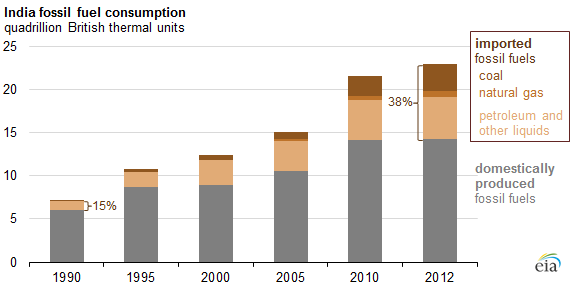 India fossil fuel consumption
quadrillion British thermal units
25
20
15
10
5
0
15%
38%
1990
1995
2000
2005
2010
2012
imported
fossil fuels
coal
natural gas
petroleum and
other liquids
domestically
produced
fossil fuels
eia